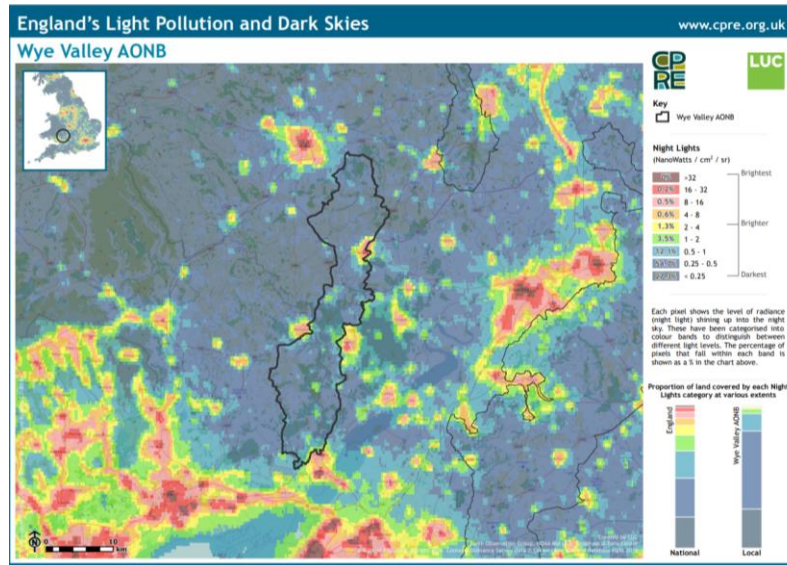 England's Light Pollution and Dark Skies
www.cpre.org.uk
Wye Valley AONB
CP
RE
LUC
Key
Wye Valley AONB
Night Lights
(NanoWatts / cm² / sr)
>32
Brightest
16 - 32
0.5% 8 - 16
0.6% 4 - 8
1.3% 2 - 4
Brighter
3.5% 1 - 2
0.5 - 1
0.25 - 0.5
< 0.25
Darkest
Each pixel shows the level of radiance
(night light) shining up into the night
sky. These have been categorised into
colour bands to distinguish between
different light levels. The percentage of
pixels that fall within each band is
shown as a % in the chart above.
Proportion of land covered by each Night
Lights category at various extents
England
Wye Valley AONB
National
Local
N
0 10
km